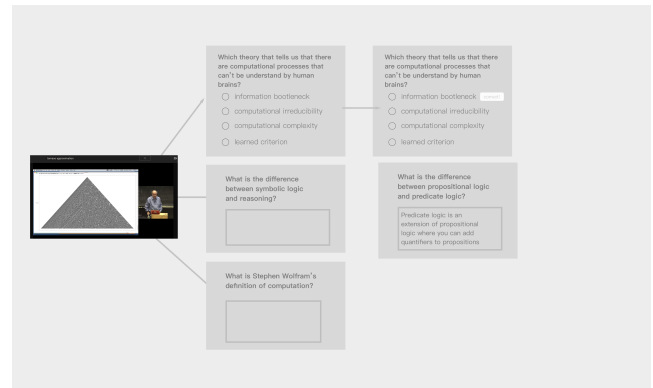 Which theory that tells us that there
are computational processes that
can't be understand by human
brains?
information bottleneck
computational irreducibility
computational complexity
learned criterion
Which theory that tells us that there
are computational processes that
can't be understand by human
brains?
information bottleneck
computational irreducibility
computational complexity
learned criterion
What is the difference
between symbolic logic
and reasoning?
What is the difference
between propositional logic
and predicate logic?
Predicate logic is an
extension of propositional
logic where you can add
quantifiers to propositions
What is Stephen Wolfram's
definition of computation?